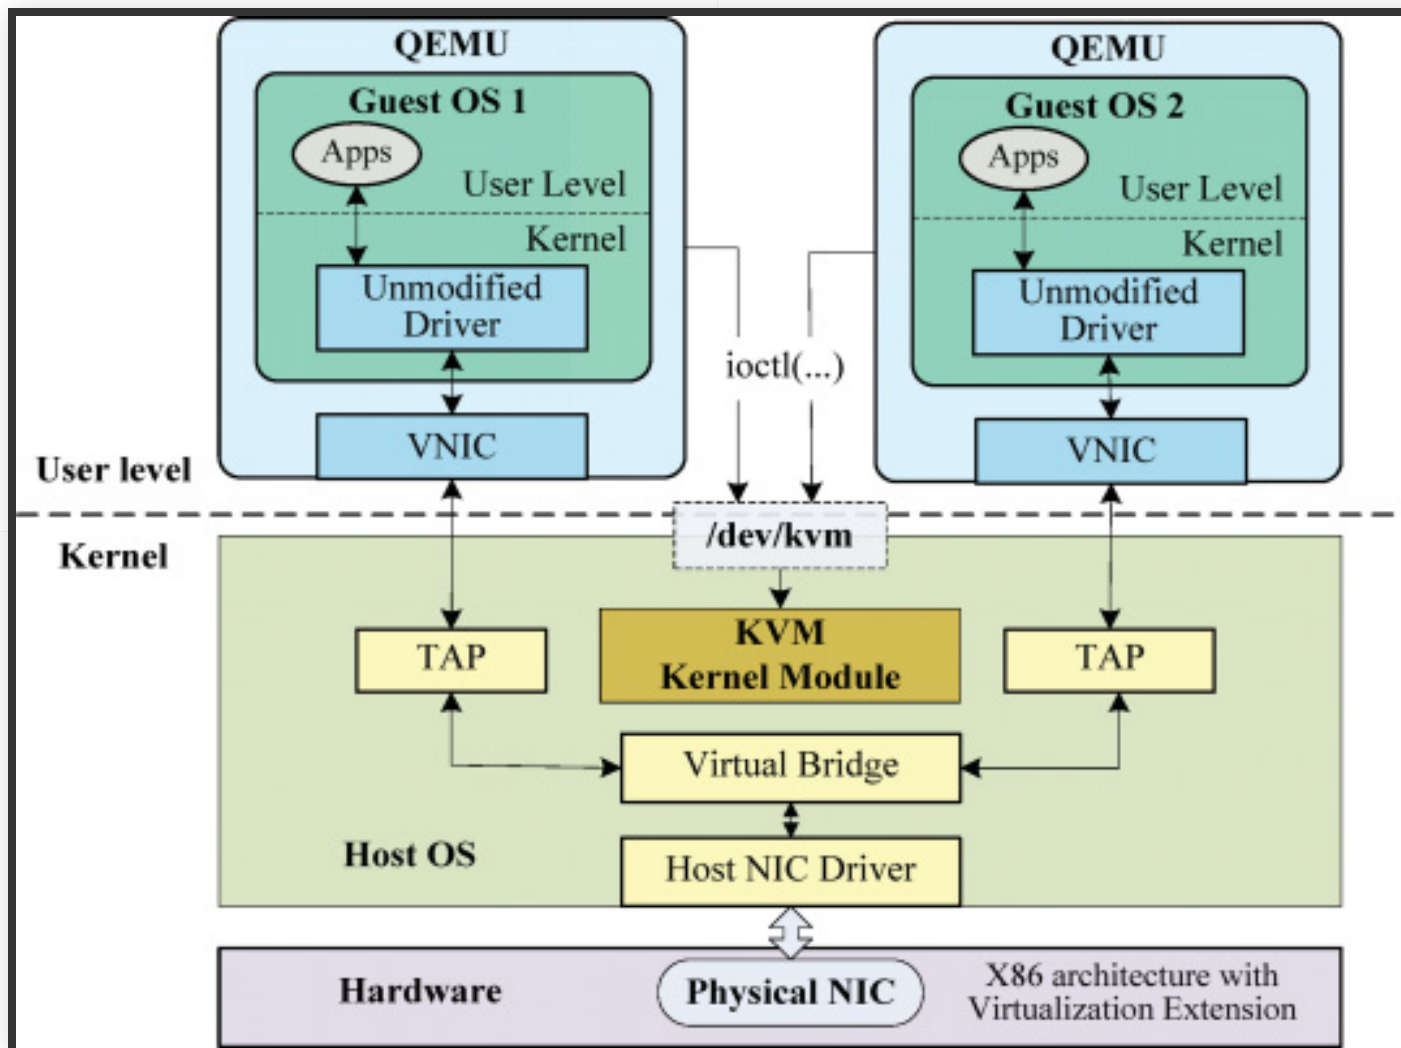 QEMU
Guest OS 1
Apps
User Level
Kernel
Unmodified
Driver
VNIC
QEMU
Guest OS 2
Apps
User Level
Kernel
Unmodified
Driver
VNIC
ioctl(...)
User level
Kernel
/dev/kvm
TAP
KVM
Kernel Module
TAP
Virtual Bridge
Host OS
Host NIC Driver
Hardware
Physical NIC
X86 architecture with
Virtualization Extension